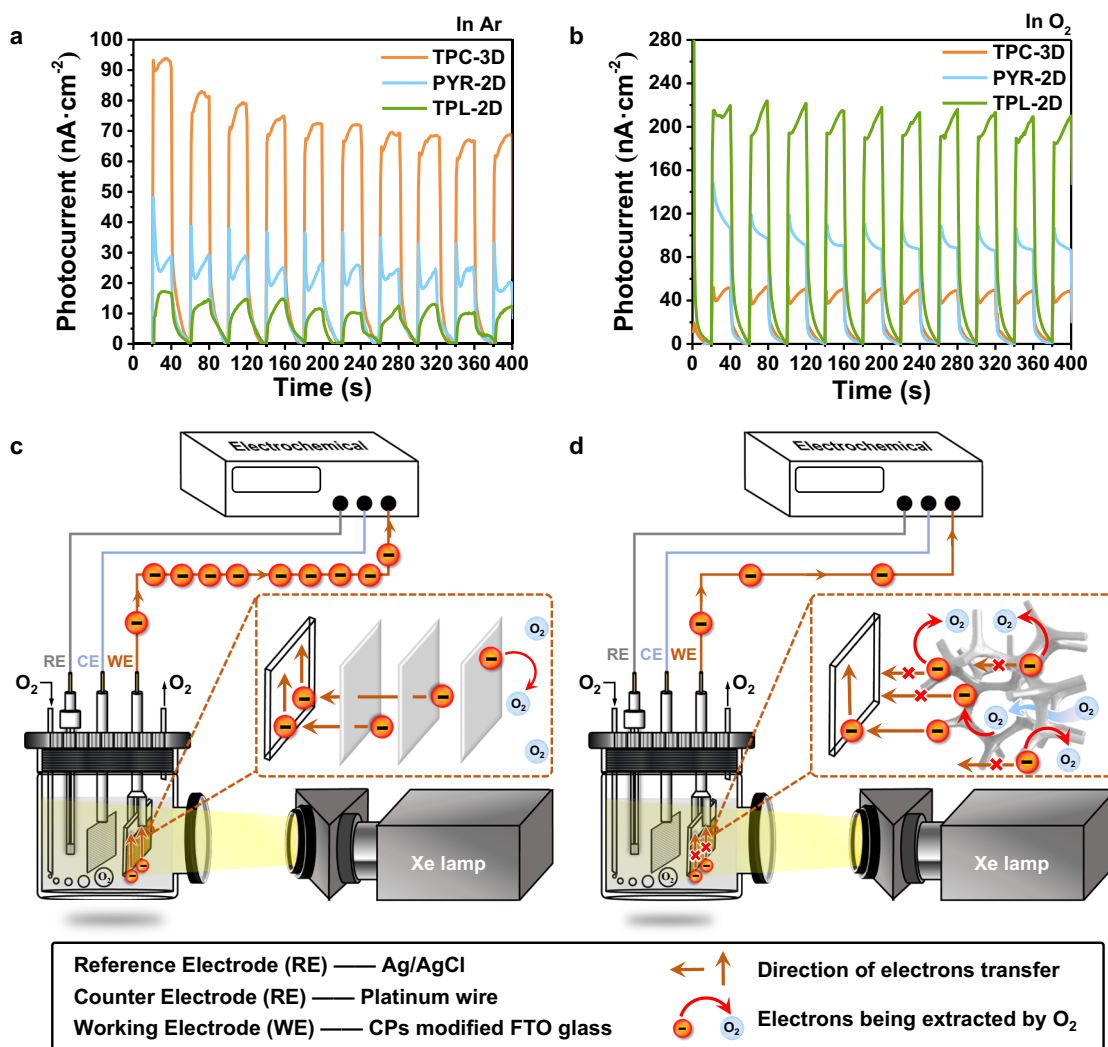 a
In Ar
TPC-3D
PYR-2D
TPL-2D
Photocurrent (nA·cm-2)
100
90
80
70
60
50
40
30
20
10
0
0 40 80 120 160 200 240 280 320 360 400
Time (s)
b
In O2
TPC-3D
PYR-2D
TPL-2D
Photocurrent (nA·cm-2)
280
240
200
160
120
80
40
0
0 40 80 120 160 200 240 280 320 360 400
Time (s)
c
Electrochemical
RE CE WE
O2 O2
O2
O2
O2
O2
Xe lamp
d
Electrochemical
RE CE WE
O2 O2
O2 O2
O2
O2
O2
Xe lamp
Reference Electrode (RE) —— Ag/AgCl
Counter Electrode (RE) —— Platinum wire
Working Electrode (WE) —— CPs modified FTO glass
Direction of electrons transfer
O2 Electrons being extracted by O2